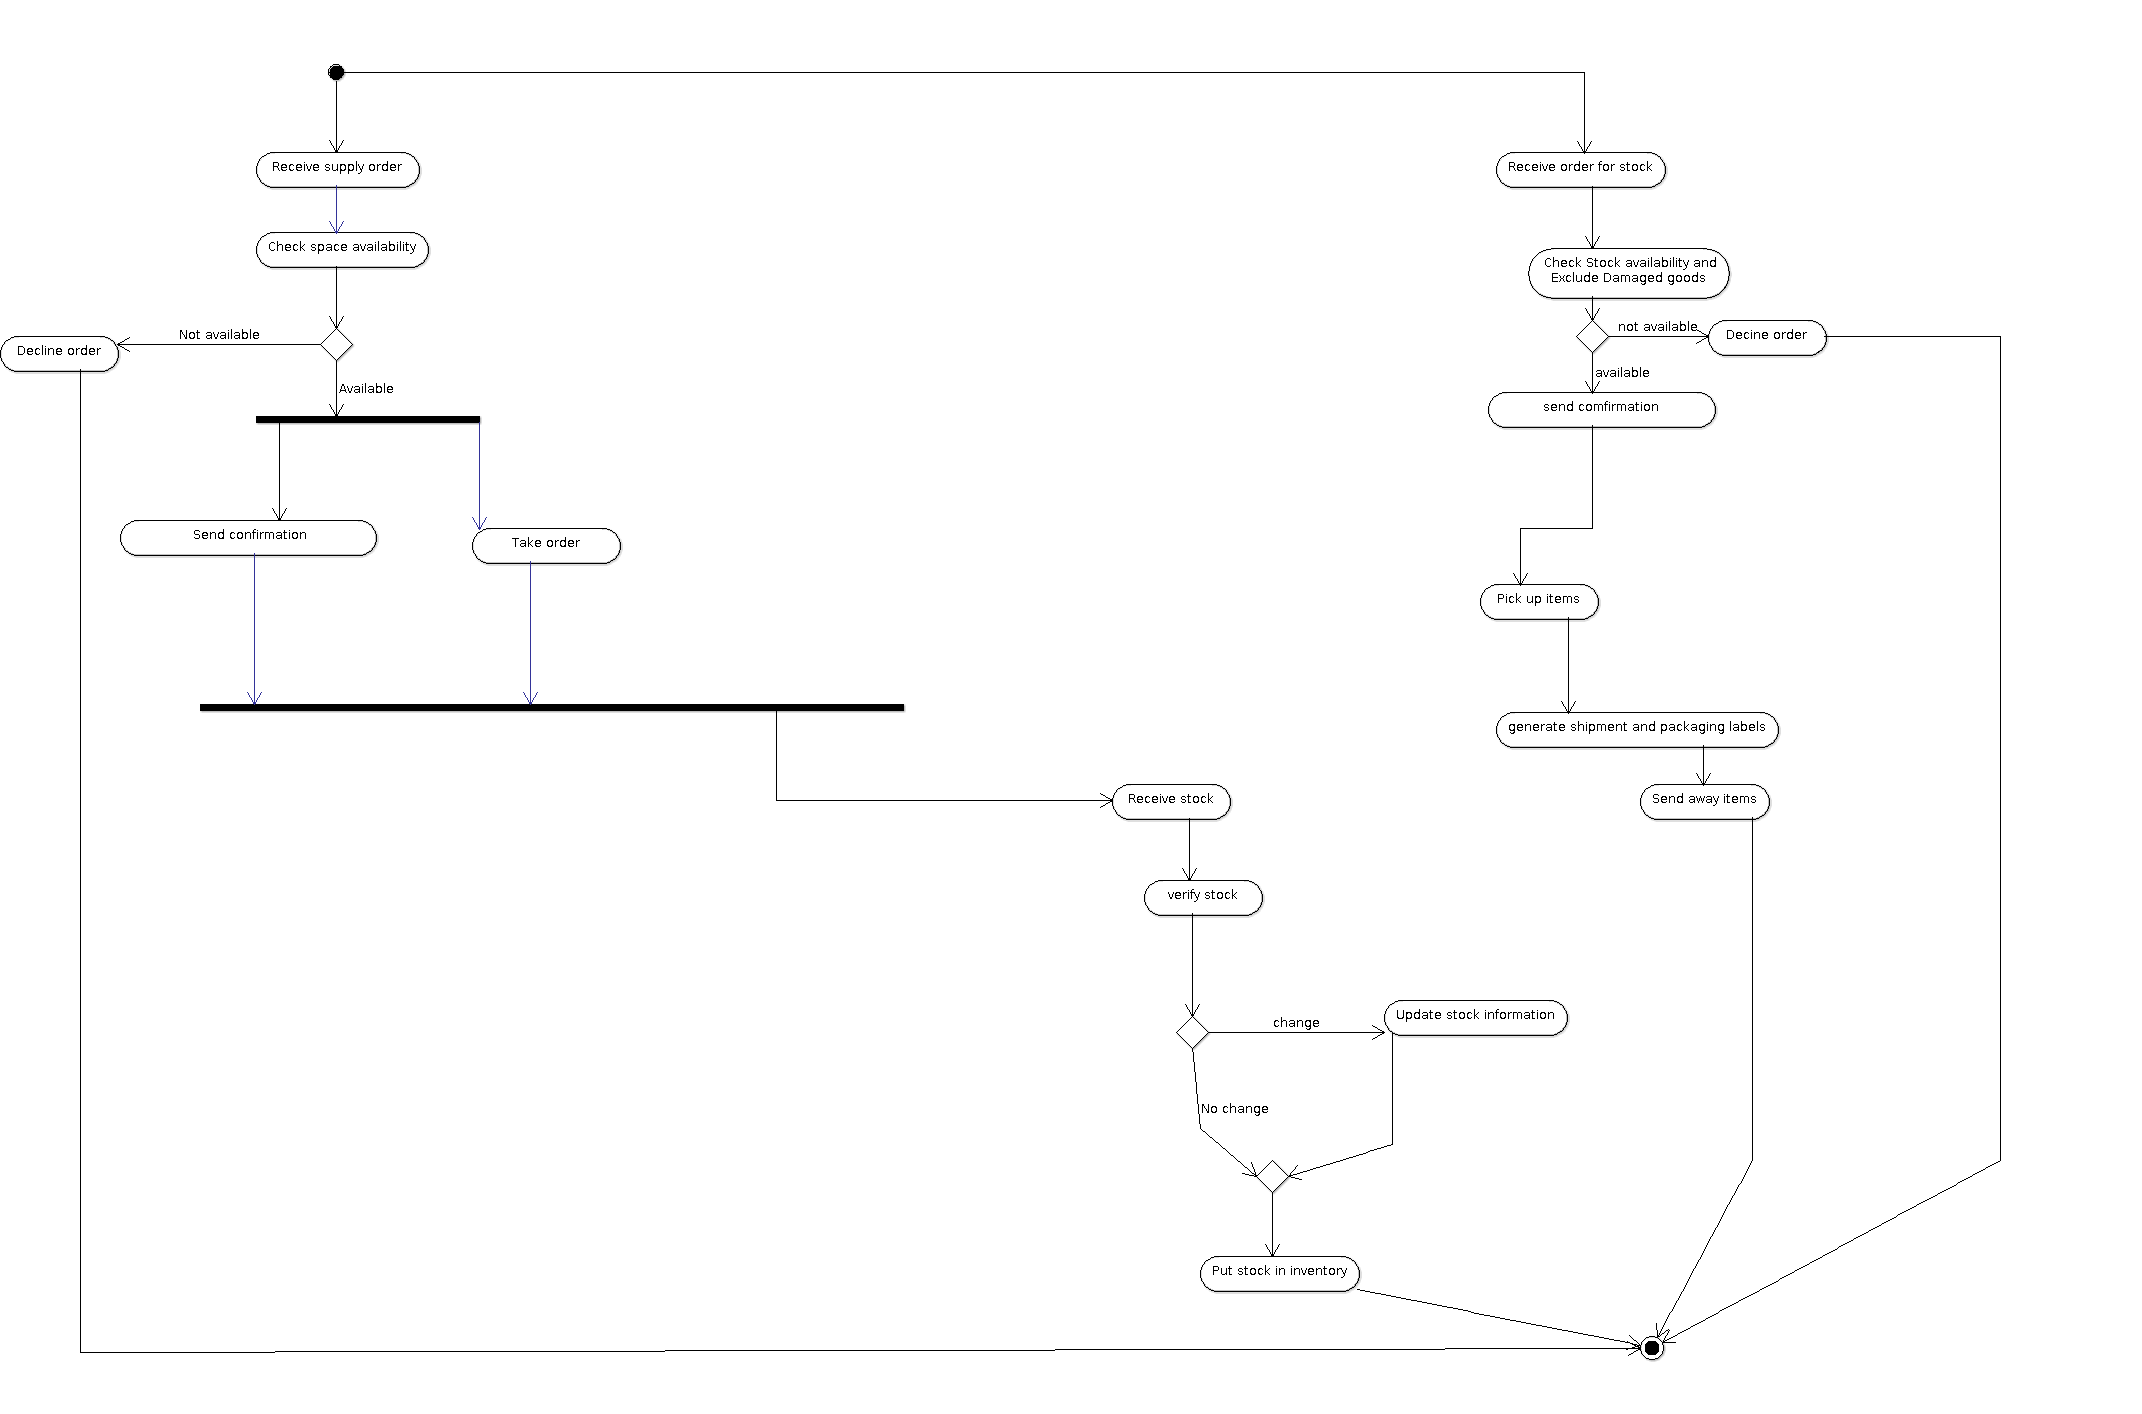 Receive supply order
Receive order for stock
Check space availability
Check Stock availability and
Exclude Damaged goods
Not available
Decline order
not available
Decine order
Available
available
send comfirmation
Send confirmation
Take order
Pick up items
generate shipment and packaging labels
Receive stock
Send away items
verify stock
change
Update stock information
No change
Put stock in inventory